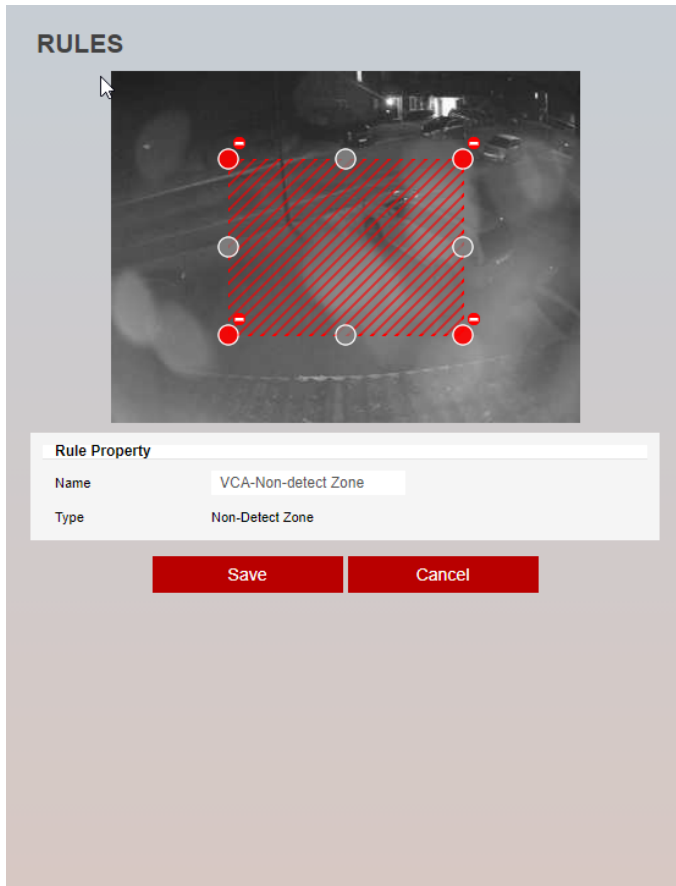 RULES
Rule Property
Name VCA-Non-detect Zone
Type Non-Detect Zone
Save Cancel